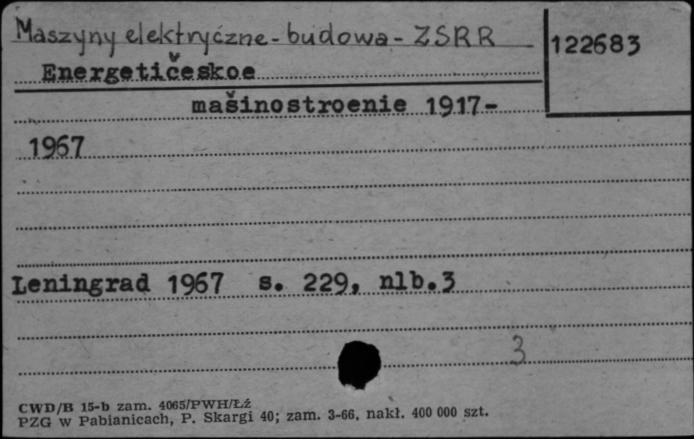 Maszyny elektryczne - budowa - ZSRR
122683
Energetičeskoe
mašinostroenie 1917-
1967
Leningrad 1967 s. 229, nlb.3
3
CWD/B 15-b zam. 4065/PWH/Łź
PZG w Pabianicach, P. Skargi 40; zam. 3-66. nakł. 400 000 szt.